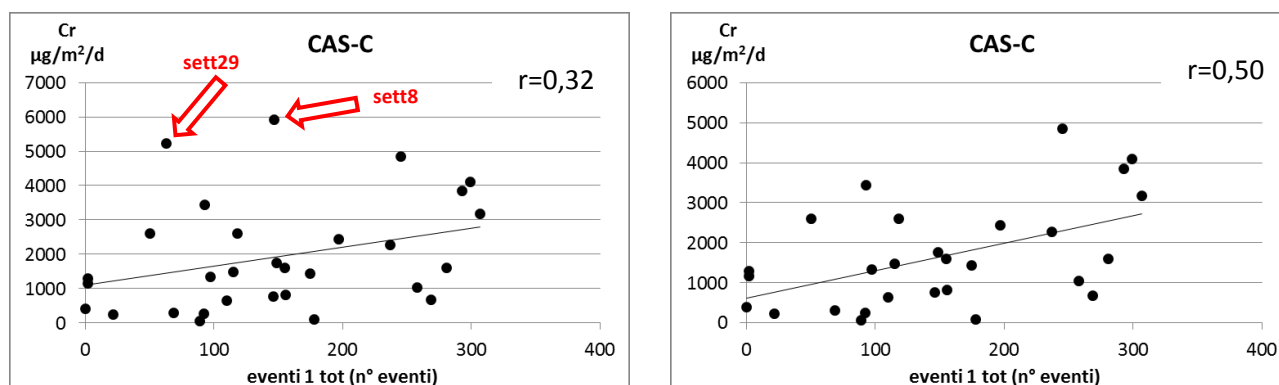 Cr
µg/m²/d
CAS-C
r=0,32
sett29
sett8
7000
6000
5000
4000
3000
2000
1000
0
0 100 200 300 400
eventi 1 tot (n° eventi)
Cr
µg/m²/d
CAS-C
r=0,50
6000
5000
4000
3000
2000
1000
0
0 100 200 300 400
eventi 1 tot (n° eventi)